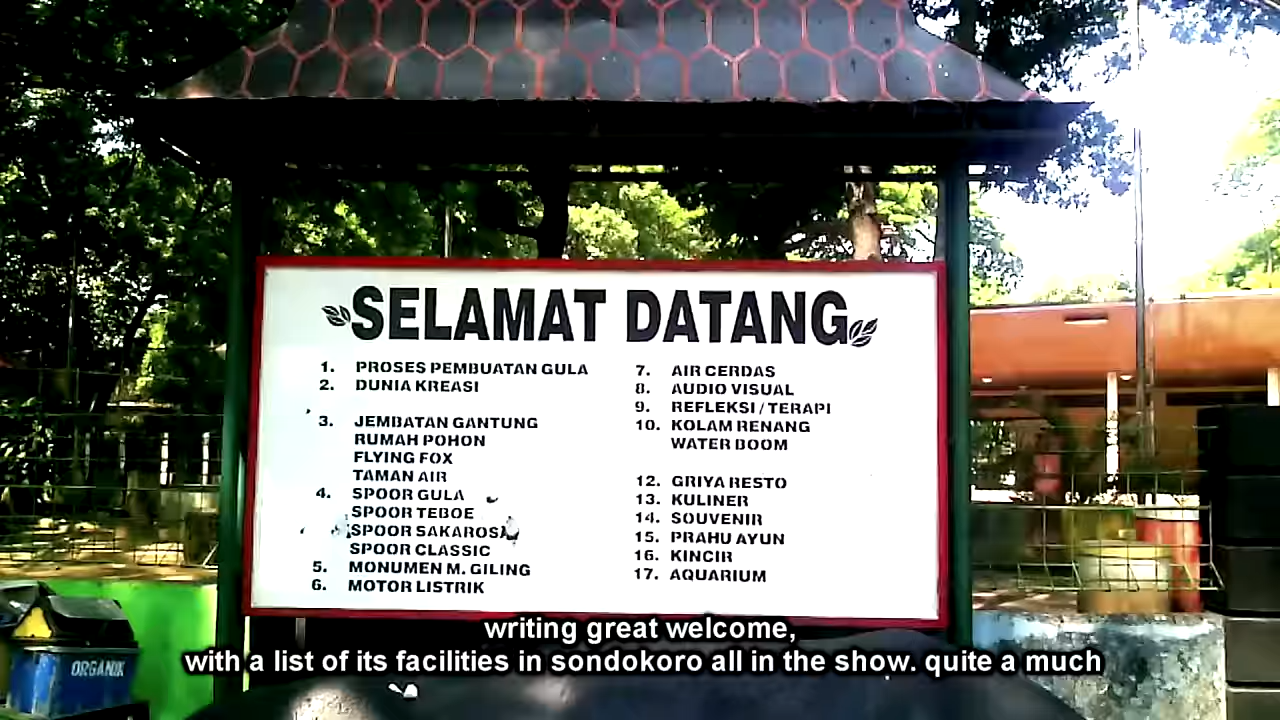 SELAMAT DATANG
1. PROSES PEMBUATAN GULA
2. DUNIA KREASI
3. JEMBATAN GANTUNG
RUMAH POHON
FLYING FOX
TAMAN AIR
4. SPOOR GULA
SPOOR TEBOE
SPOOR SAKAROSA
SPOOR CLASSIC
5. MONUMEN M. GILING
6. MOTOR LISTRIK
7. AIR CERDAS
8. AUDIO VISUAL
9. REFLEKSI / TERAPI
10. KOLAM RENANG
WATER BOOM
12. GRIYA RESTO
13. KULINER
14. SOUVENIR
15. PRAHU AYUN
16. KINCIR
17. AQUARIUM
ORGANIK
writing great welcome,
with a list of its facilities in sondokoro all in the show. quite a much